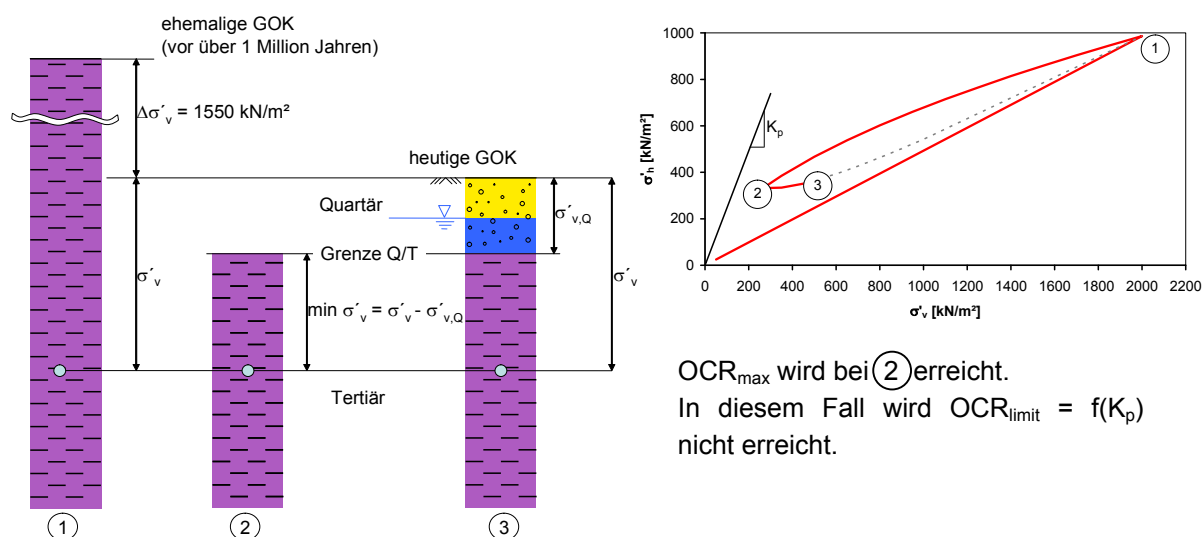 ehemalige GOK
(vor über 1 Million Jahren)
Δσ´v = 1550 kN/m²
heutige GOK
Quartär
σ´v,Q
Grenze Q/T
σ´v
σ´v
min σ´v = σ´v - σ´v,Q
Tertiär
1
2
3
1000
800
600
400
200
0
σ'h [kN/m²]
Kp
1
2
3
0 200 400 600 800 1000 1200 1400 1600 1800 2000 2200
σ'v [kN/m²]
OCRmax wird bei 2 erreicht.
In diesem Fall wird OCRlimit = f(Kp)
nicht erreicht.